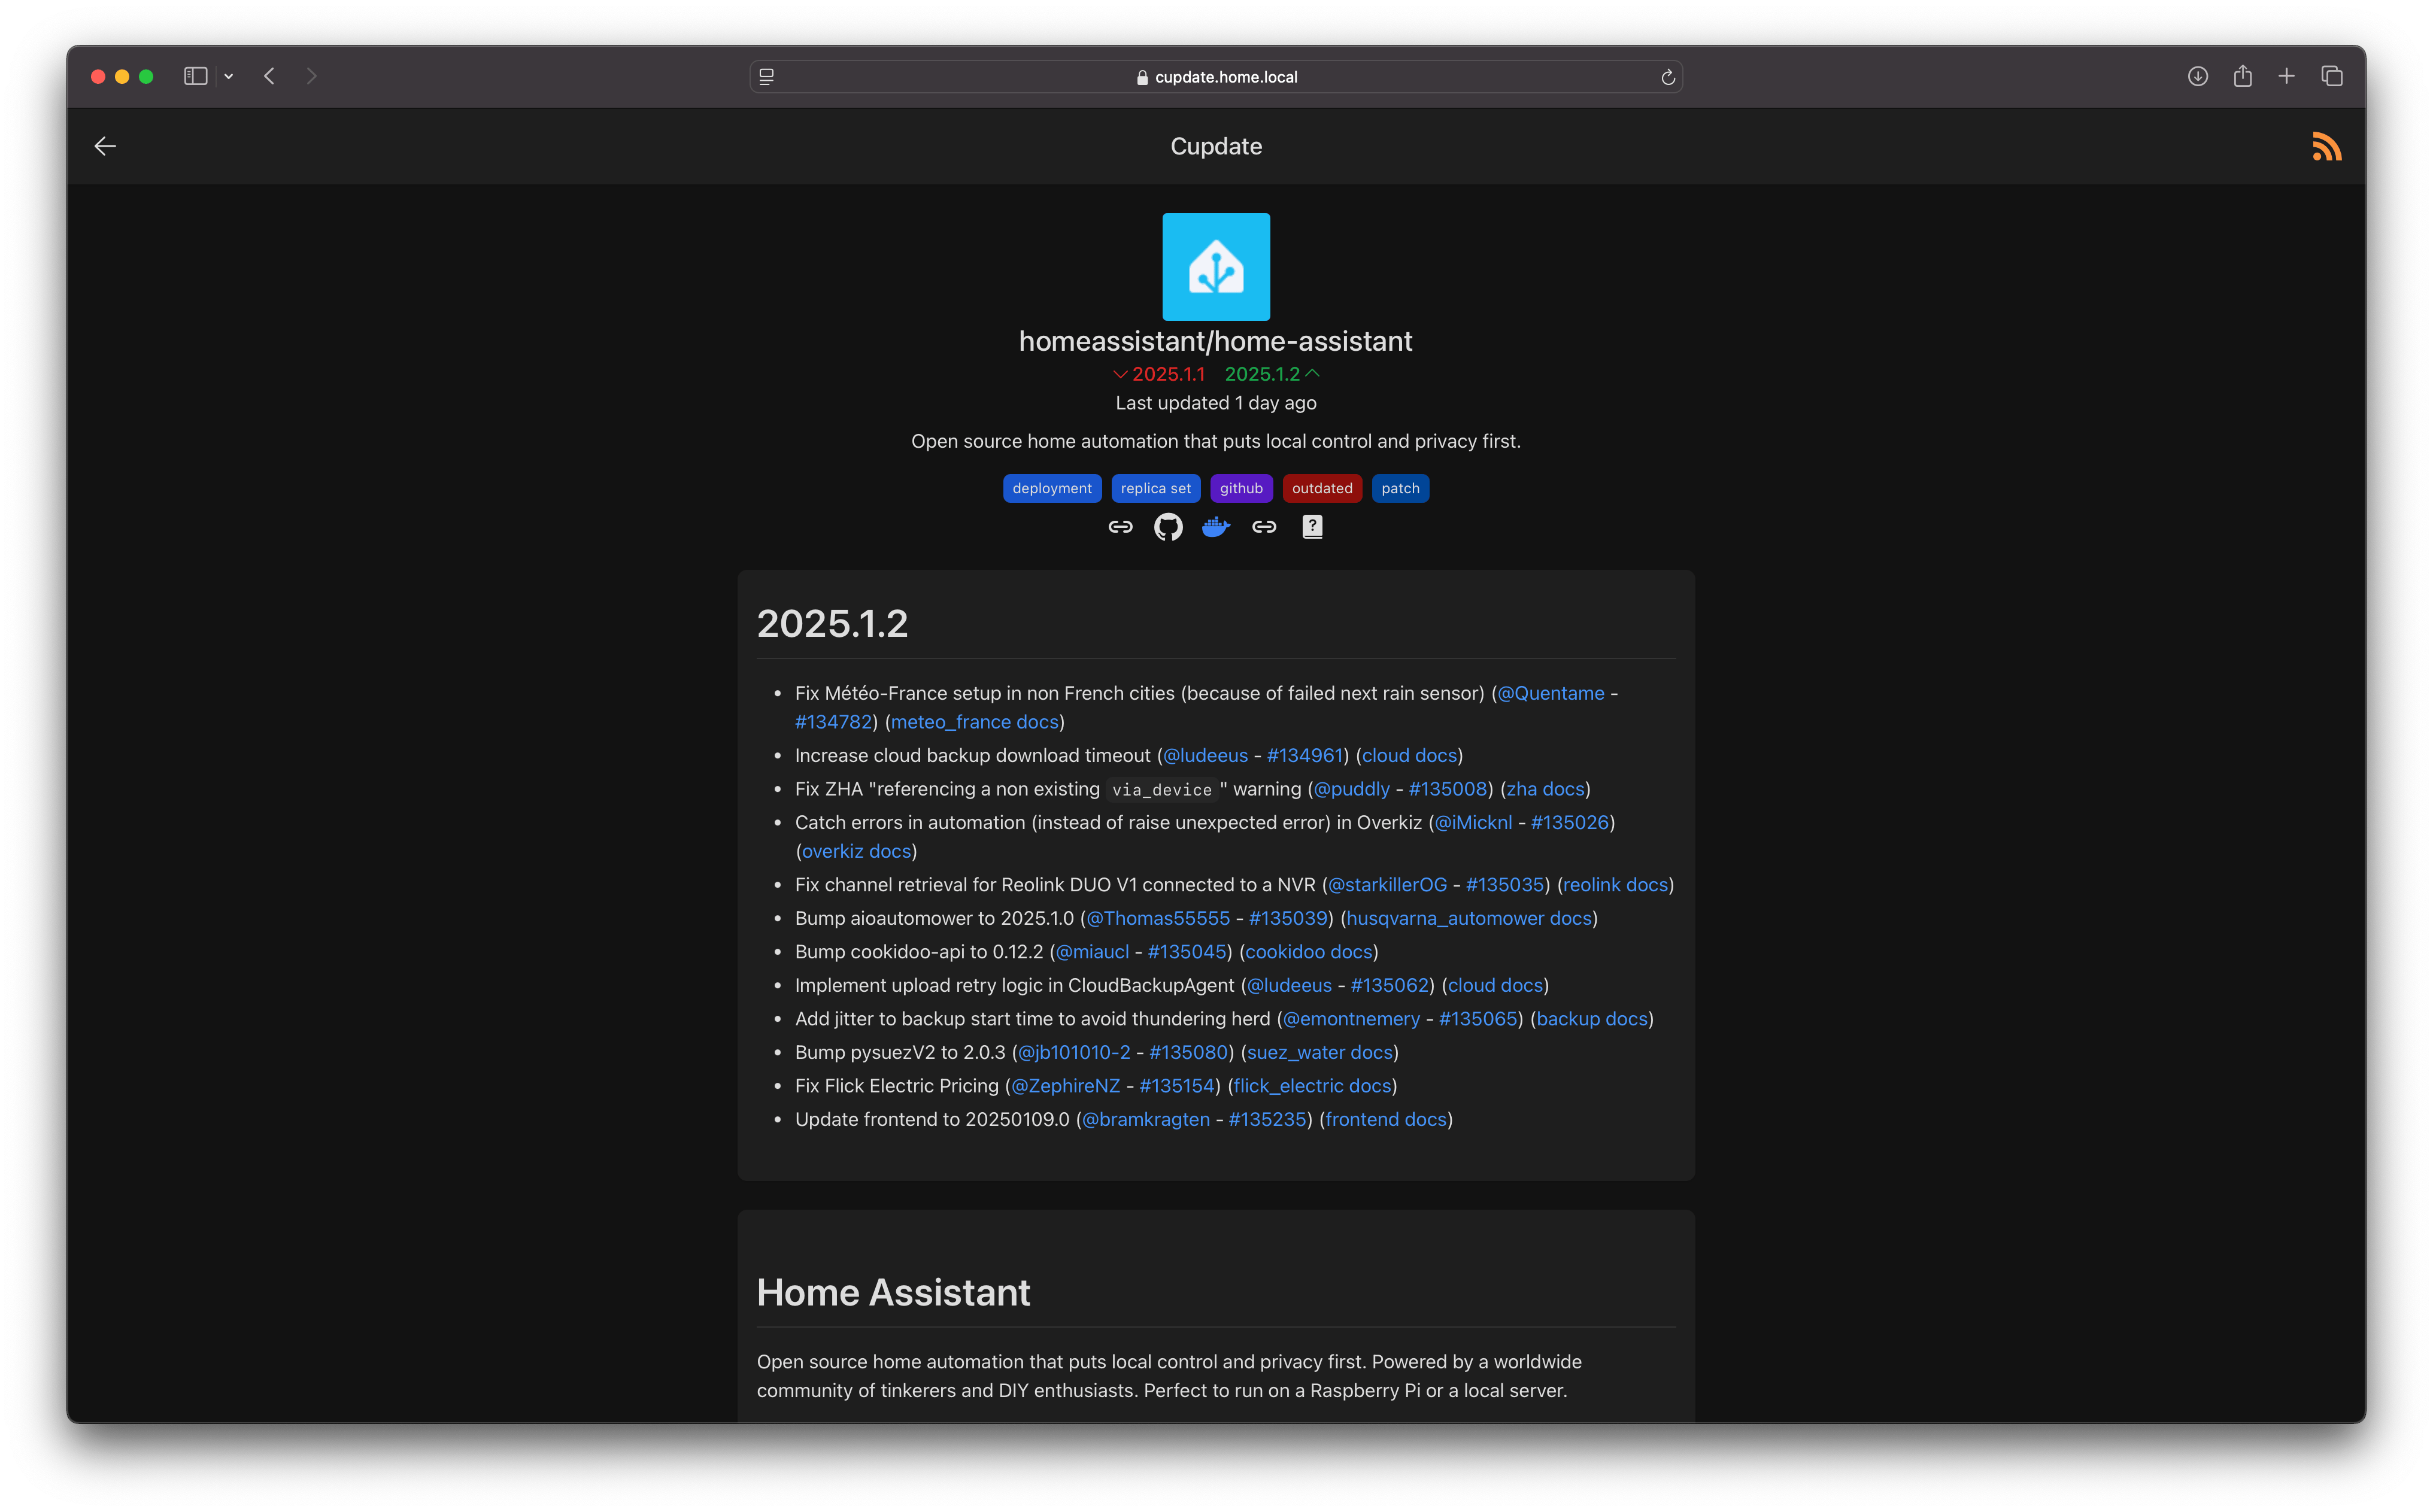 cupdate.home.local
Cupdate
homeassistant/home-assistant
2025.1.1 2025.1.2
Last updated 1 day ago
Open source home automation that puts local control and privacy first.
deployment replica set github outdated patch
?
2025.1.2
• Fix Météo-France setup in non French cities (because of failed next rain sensor) (@Quentame -
#134782) (meteo_france docs)
• Increase cloud backup download timeout (@ludeeus - #134961) (cloud docs)
• Fix ZHA "referencing a non existing via_device" warning (@puddly - #135008) (zha docs)
• Catch errors in automation (instead of raise unexpected error) in Overkiz (@iMicknl - #135026)
(overkiz docs)
• Fix channel retrieval for Reolink DUO V1 connected to a NVR (@starkillerOG - #135035) (reolink docs)
• Bump aioautomower to 2025.1.0 (@Thomas55555 - #135039) (husqvarna_automower docs)
• Bump cookidoo-api to 0.12.2 (@miaucl - #135045) (cookidoo docs)
• Implement upload retry logic in CloudBackupAgent (@ludeeus - #135062) (cloud docs)
• Add jitter to backup start time to avoid thundering herd (@emontnemery - #135065) (backup docs)
• Bump pysuezV2 to 2.0.3 (@jb101010-2 - #135080) (suez_water docs)
• Fix Flick Electric Pricing (@ZephireNZ - #135154) (flick_electric docs)
• Update frontend to 20250109.0 (@bramkragten - #135235) (frontend docs)
Home Assistant
Open source home automation that puts local control and privacy first. Powered by a worldwide
community of tinkerers and DIY enthusiasts. Perfect to run on a Raspberry Pi or a local server.